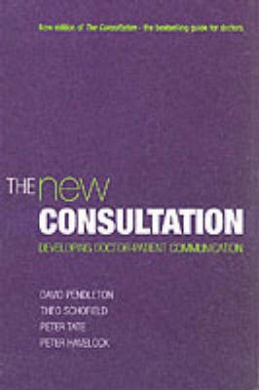 New edition of The Consultation - the bestselling guide for doctors
THE new
CONSULTATION
DEVELOPING DOCTOR-PATIENT COMMUNICATION
DAVID PENDLETON
THEO SCHOFIELD
PETER TATE
PETER HAVELOCK